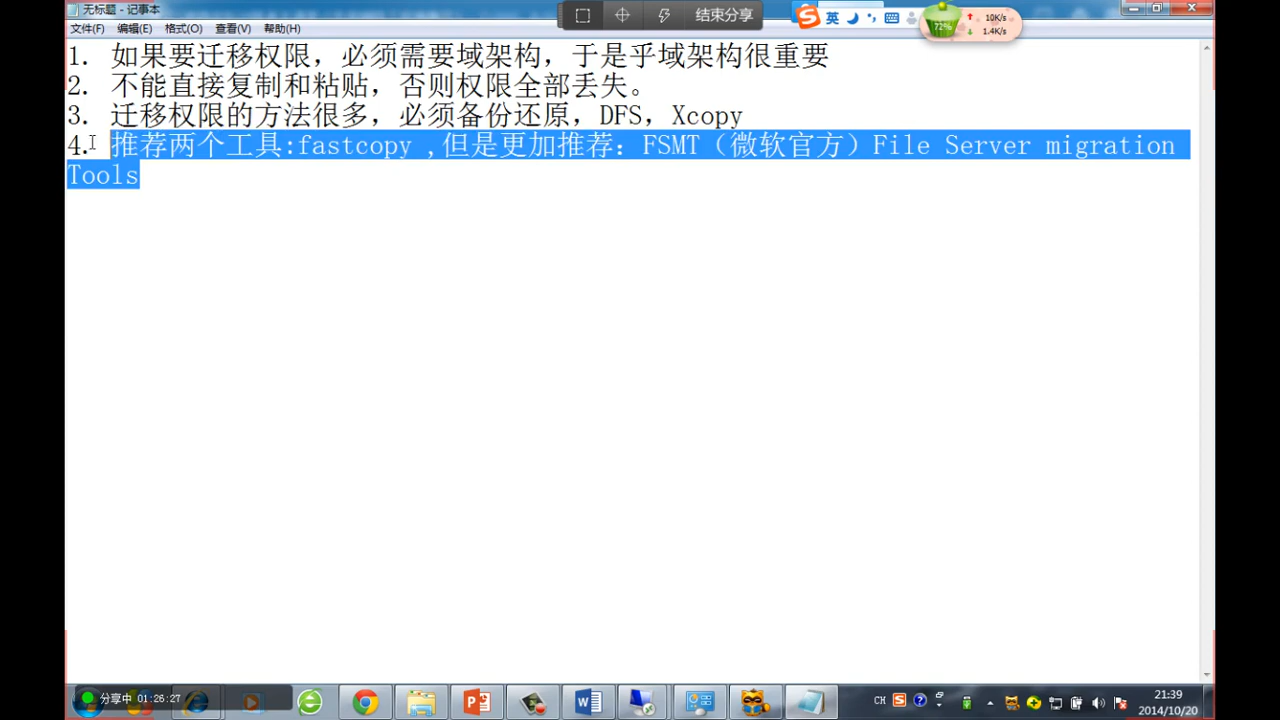 结束分享
英
72%
10K/s
1.4K/s
无标题 - 记事本
文件(F) 编辑(E) 格式(O) 查看(V) 帮助(H)
1. 如果要迁移权限，必须需要域架构，于是乎域架构很重要
2. 不能直接复制和粘贴，否则权限全部丢失。
3. 迁移权限的方法很多，必须备份还原，DFS，Xcopy
4. 推荐两个工具:fastcopy ,但是更加推荐：FSMT（微软官方）File Server migration
Tools
分享中 01:26:27
CH
21:39
2014/10/20